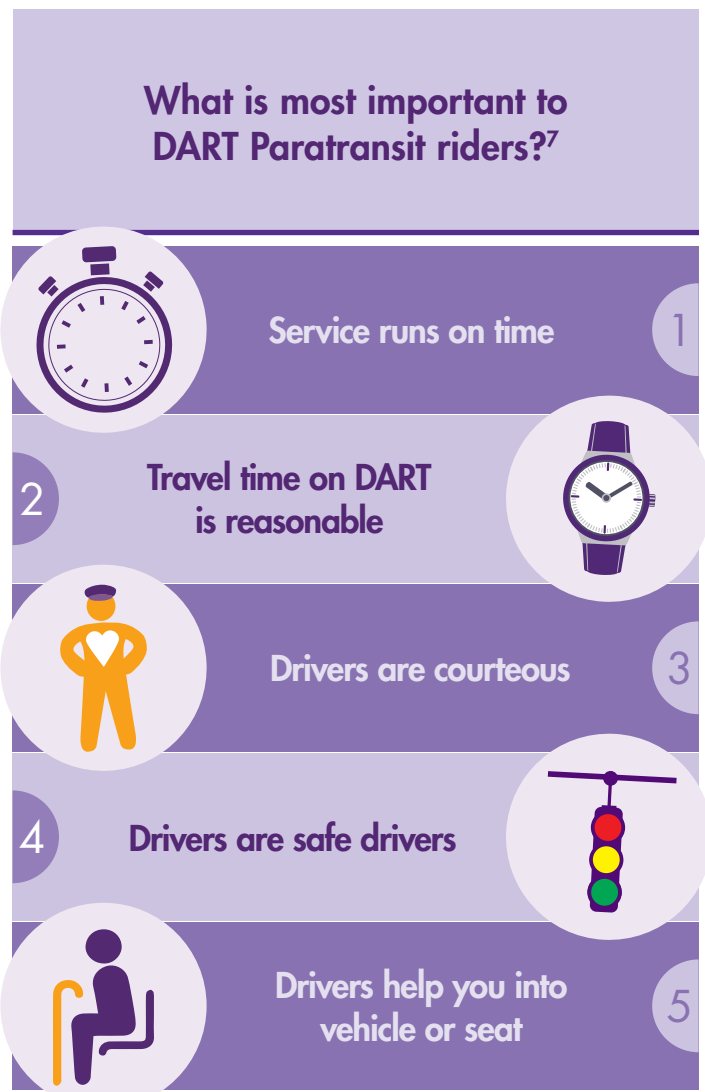 What is most important to
DART Paratransit riders?⁷
Service runs on time
1
2
Travel time on DART
is reasonable
Drivers are courteous
3
4
Drivers are safe drivers
Drivers help you into
vehicle or seat
5